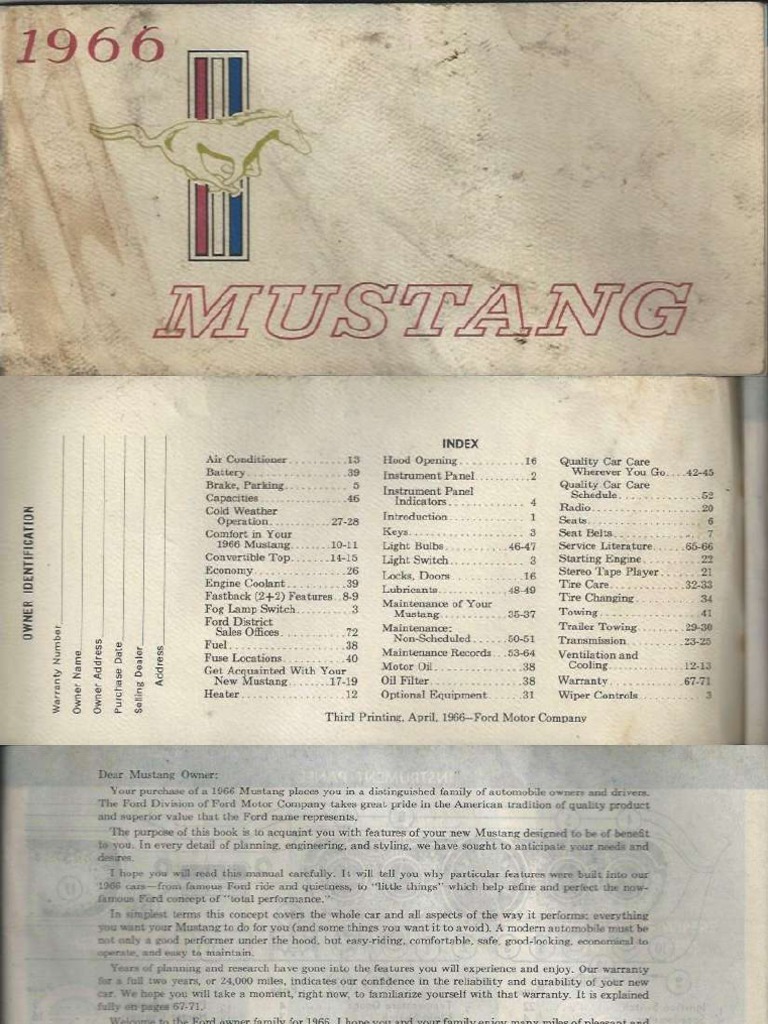 1966
MUSTANG
OWNER IDENTIFICATION
Warranty Number
Owner Name
Owner Address
Purchase Date
Selling Dealer
Address
INDEX
Air Conditioner............13
Battery....................39
Brake, Parking.............5
Capacities.................46
Cold Weather
Operation...........27-28
Comfort in Your
1966 Mustang........10-11
Convertible Top........14-15
Economy....................26
Engine Coolant.............39
Fastback (2+2) Features..8-9
Fog Lamp Switch............3
Ford District
Sales Offices..........72
Fuel.......................38
Fuse Locations.............40
Get Acquainted With Your
New Mustang.........17-19
Heater.....................12
Hood Opening...............16
Instrument Panel...........2
Instrument Panel
Indicators.............4
Introduction...............1
Keys.......................3
Light Bulbs............46-47
Light Switch...............3
Locks, Doors...............16
Lubricants.............48-49
Maintenance of Your
Mustang.............35-37
Maintenance:
Non-Scheduled.......50-51
Maintenance Records....53-64
Motor Oil..................38
Oil Filter.................38
Optional Equipment.........31
Quality Car Care
Wherever You Go.....42-45
Quality Car Care
Schedule...............52
Radio......................20
Seats......................6
Seat Belts.................7
Service Literature.....65-66
Starting Engine............22
Stereo Tape Player.........21
Tire Care..............32-33
Tire Changing..............34
Towing.....................41
Trailer Towing.........29-30
Transmission...........23-25
Ventilation and
Cooling.............12-13
Warranty...............67-71
Wiper Controls.............3
Third Printing, April, 1966—Ford Motor Company
Dear Mustang Owner:
Your purchase of a 1966 Mustang places you in a distinguished family of automobile owners and drivers.
The Ford Division of Ford Motor Company takes great pride in the American tradition of quality product
and superior value that the Ford name represents.
The purpose of this book is to acquaint you with features of your new Mustang designed to be of benefit
to you. In every detail of planning, engineering, and styling, we have sought to anticipate your needs and
desires.
I hope you will read this manual carefully. It will tell you why particular features were built into our
1966 cars—from famous Ford ride and quietness, to "little things" which help refine and perfect the now-
famous Ford concept of "total performance."
In simplest terms this concept covers the whole car and all aspects of the way it performs: everything
you want your Mustang to do for you (and some things you want it to avoid). A modern automobile must be
not only a good performer under the hood, but easy-riding, comfortable, safe, good-looking, economical to
operate, and easy to maintain.
Years of planning and research have gone into the features you will experience and enjoy. Our warranty
for a full two years, or 24,000 miles, indicates our confidence in the reliability and durability of your new
car. We hope you will take a moment, right now, to familiarize yourself with that warranty. It is explained
fully on pages 67-71.
Welcome to the Ford owner family for 1966. I hope you and your family enjoy many miles of pleasant and